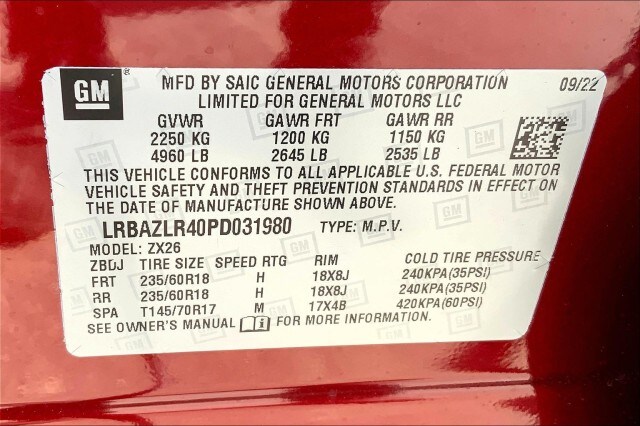 GM
MFD BY SAIC GENERAL MOTORS CORPORATION 09/22
LIMITED FOR GENERAL MOTORS LLC
GVWR GAWR FRT GAWR RR
2250 KG 1200 KG 1150 KG
4960 LB 2645 LB 2535 LB
THIS VEHICLE CONFORMS TO ALL APPLICABLE U.S. FEDERAL MOTOR
VEHICLE SAFETY AND THEFT PREVENTION STANDARDS IN EFFECT ON
THE DATE OF MANUFACTURE SHOWN ABOVE.
LRBAZLR40PD031980 TYPE: M.P.V.
MODEL: ZX26
ZBDJ TIRE SIZE SPEED RTG RIM COLD TIRE PRESSURE
FRT 235/60R18 H 18X8J 240KPA(35PSI)
RR 235/60R18 H 18X8J 240KPA(35PSI)
SPA T145/70R17 M 17X4B 420KPA(60PSI)
SEE OWNER'S MANUAL FOR MORE INFORMATION.